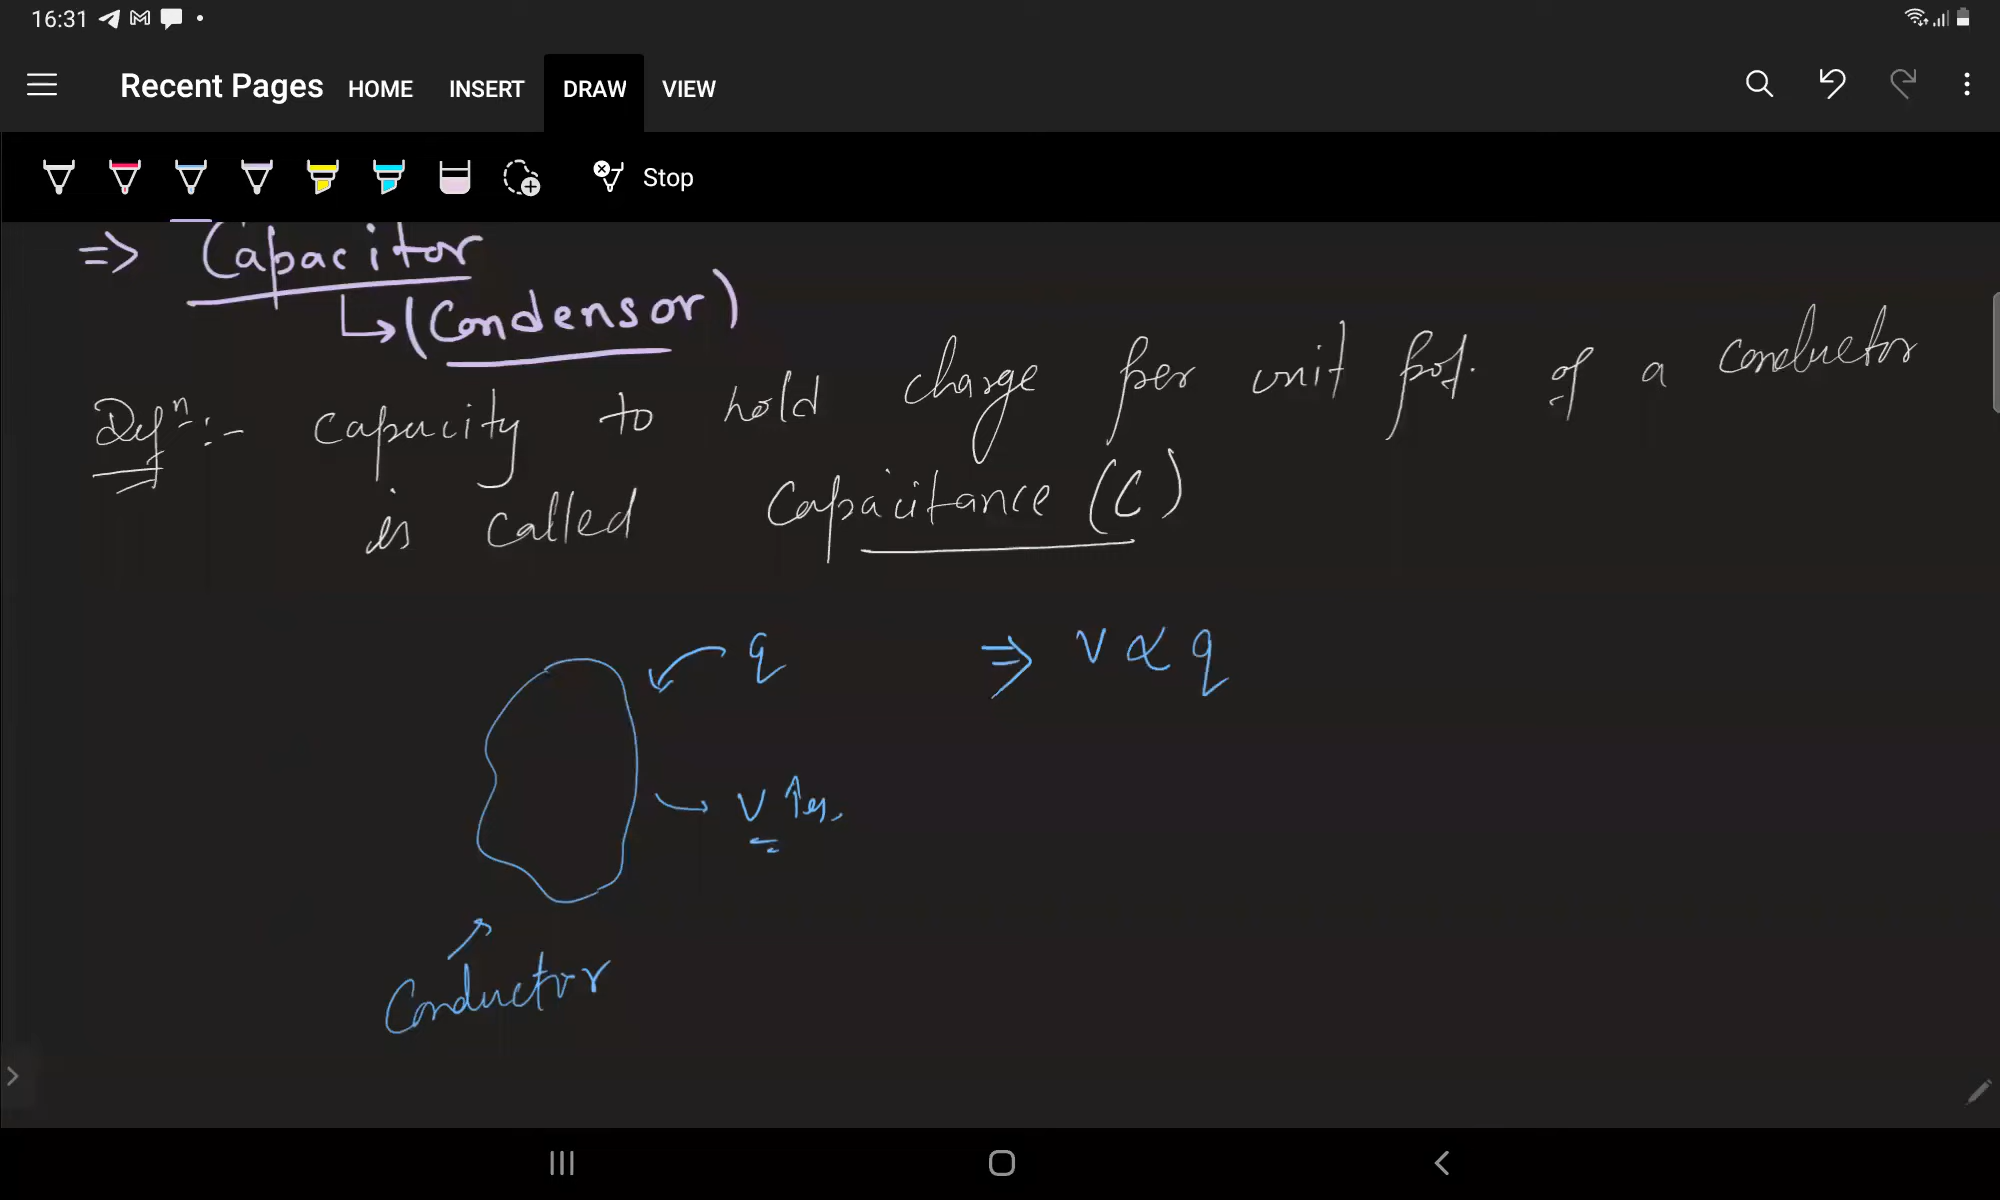 16:31
Recent Pages HOME INSERT DRAW VIEW
Stop
=> Capacitor
↳ (Condensor)
Defⁿ:- capacity to hold charge per unit pot. of a conductor
is called Capacitance (C)
q ⇒ V ∝ q
V ↑es.
Conductor